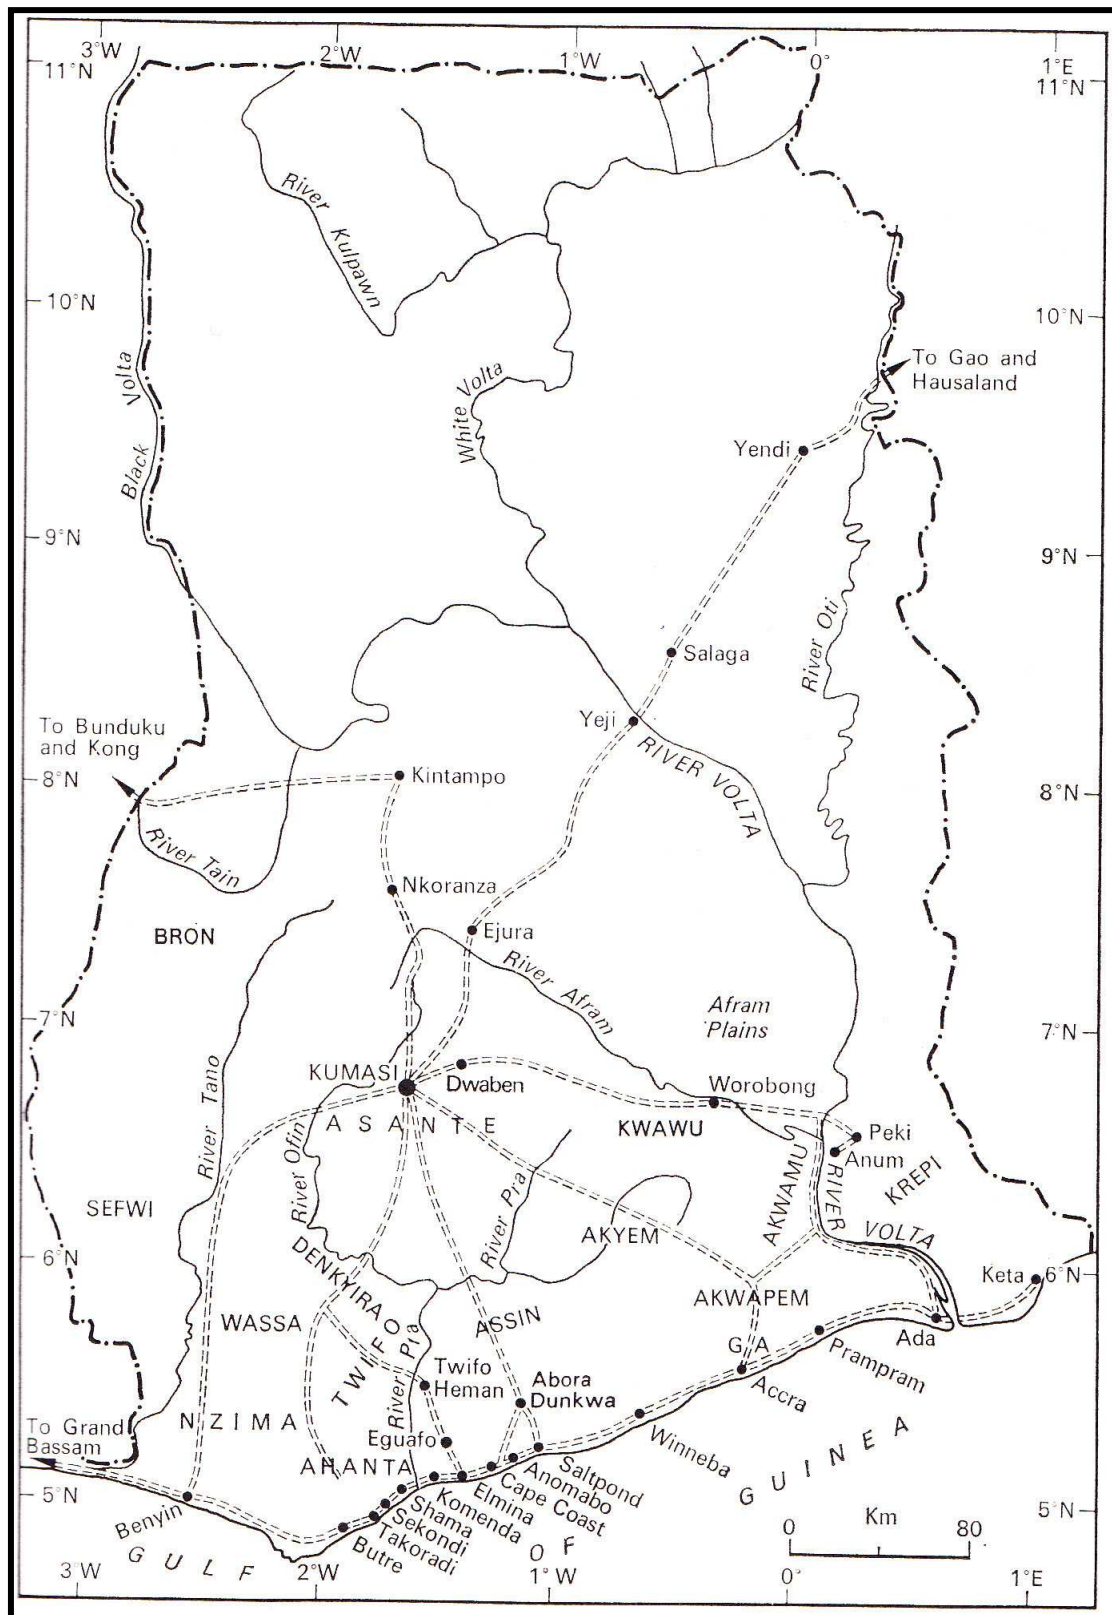 3°W
2°W
1°W
0°
1°E
11°N
11°N
River
Kulpawn
10°N
10°N
To Gao and
Hausaland
Black Volta
White Volta
Yendi
9°N
9°N
River Oti
Salaga
Yeji
RIVER VOLTA
To Bunduku
and Kong
Kintampo
8°N
8°N
River Tain
Nkoranza
Ejura
BRON
River Afram
Afram
Plains
7°N
7°N
River Tano
KUMASI
Dwaben
Worobong
ASANTE
KWAWU
Peki
Anum
River Ofin
River Pra
AKWAMU
RIVER
VOLTA
KREPI
SEFWI
AKYEM
6°N
6°N
DENKYIRA
Keta
WASSA
ASSIN
AKWAPEM
TWIFO
River Pra
GA
Ada
Prampram
Twifo
Heman
Abora
Dunkwa
Accra
NZIMA
To Grand
Bassam
Eguafo
Winneba
AHANTA
Saltpond
Anomabo
Cape Coast
Elmina
Komenda
Shama
Sekondi
Takoradi
Butre
Benyin
5°N
5°N
GULF
OF
GUINEA
Km
0
80
3°W
2°W
1°W
0°
1°E